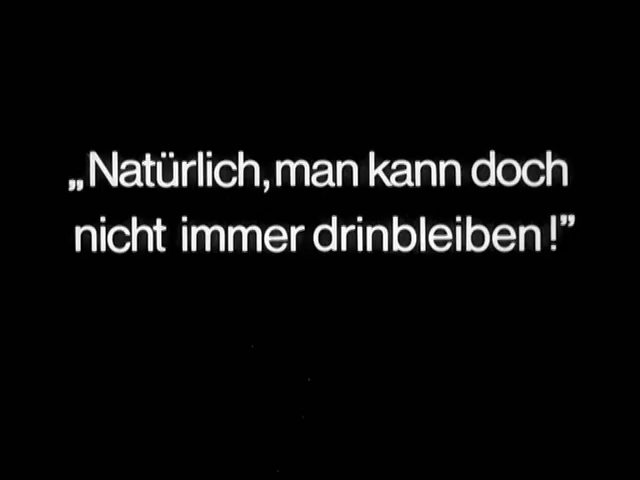 „Natürlich, man kann doch
nicht immer drinbleiben!”